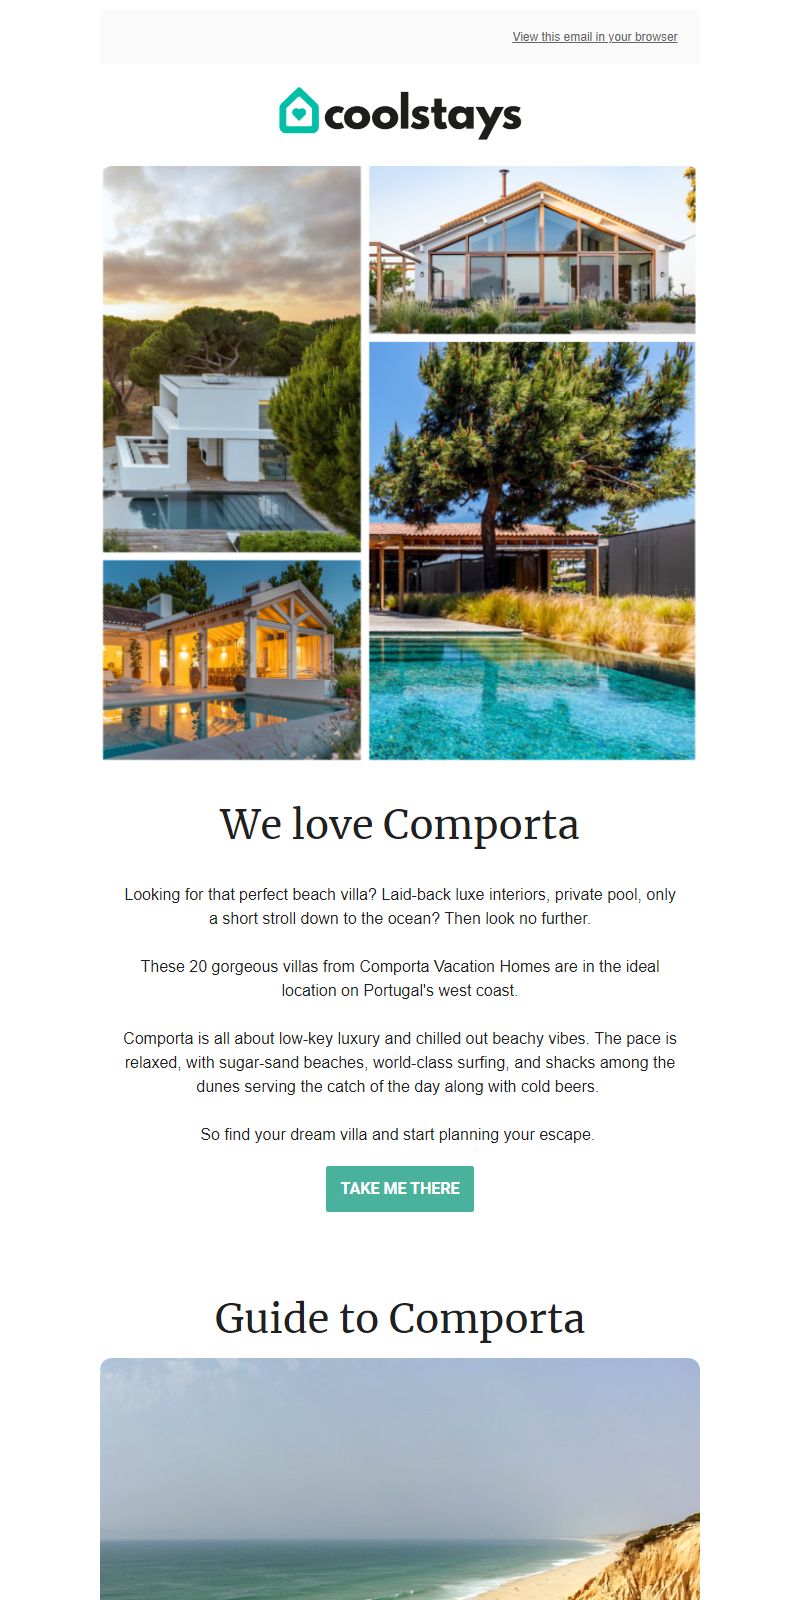 View this email in your browser
coolstays
We love Comporta
Looking for that perfect beach villa? Laid-back luxe interiors, private pool, only
a short stroll down to the ocean? Then look no further.
These 20 gorgeous villas from Comporta Vacation Homes are in the ideal
location on Portugal's west coast.
Comporta is all about low-key luxury and chilled out beachy vibes. The pace is
relaxed, with sugar-sand beaches, world-class surfing, and shacks among the
dunes serving the catch of the day along with cold beers.
So find your dream villa and start planning your escape.
TAKE ME THERE
Guide to Comporta